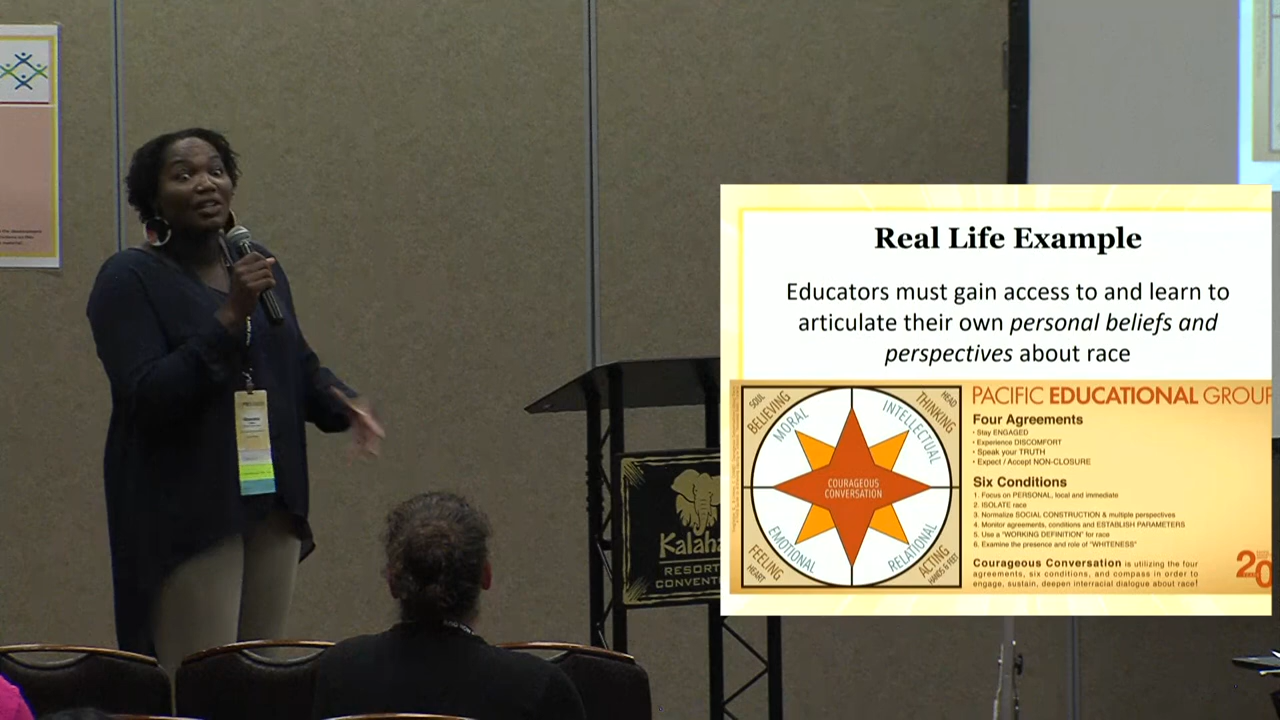 Real Life Example
Educators must gain access to and learn to
articulate their own personal beliefs and
perspectives about race
SOUL
BELIEVING
MORAL
INTELLECTUAL
HEAD
THINKING
COURAGEOUS
CONVERSATION
EMOTIONAL
FEELING
HEART
RELATIONAL
ACTING
HANDS & FEET
PACIFIC EDUCATIONAL GROUP
Four Agreements
• Stay ENGAGED
• Experience DISCOMFORT
• Speak your TRUTH
• Expect / Accept NON-CLOSURE
Six Conditions
1. Focus on PERSONAL, local and immediate
2. ISOLATE race
3. Normalize SOCIAL CONSTRUCTION & multiple perspectives
4. Monitor agreements, conditions and ESTABLISH PARAMETERS
5. Use a "WORKING DEFINITION" for race
6. Examine the presence and role of "WHITENESS"
Courageous Conversation is utilizing the four
agreements, six conditions, and compass in order to
engage, sustain, deepen interracial dialogue about race!
20
Kalaha
RESORT
CONVENT